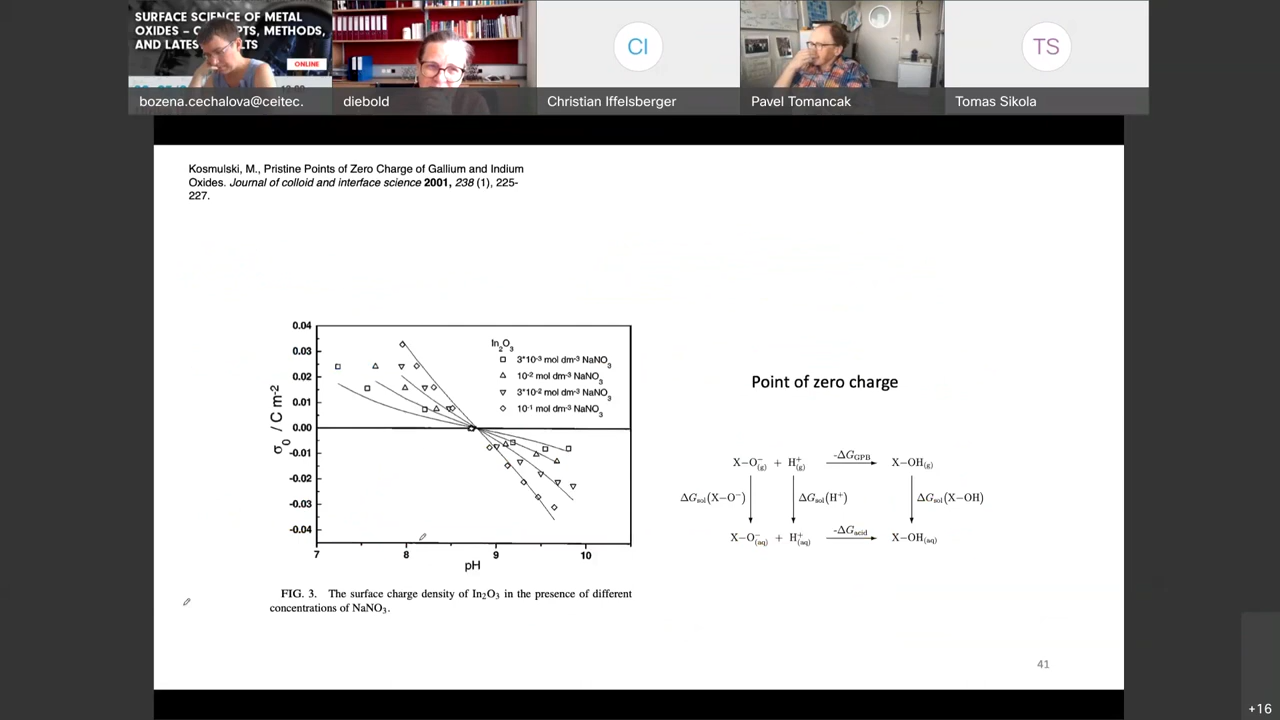 SURFACE SCIENCE OF METAL
OXIDES – PTS, METHODS,
AND LATES LTS
ONLINE
bozena.cechalova@ceitec.
diebold
CI
Christian Iffelsberger
Pavel Tomancak
TS
Tomas Sikola
Kosmulski, M., Pristine Points of Zero Charge of Gallium and Indium
Oxides. Journal of colloid and interface science 2001, 238 (1), 225-
227.
0.04
0.03
0.02
0.01
0.00
-0.01
-0.02
-0.03
-0.04
σ₀ / C m-2
In₂O₃
3*10⁻³ mol dm⁻³ NaNO₃
10⁻² mol dm⁻³ NaNO₃
3*10⁻² mol dm⁻³ NaNO₃
10⁻¹ mol dm⁻³ NaNO₃
7 8 9 10
pH
FIG. 3. The surface charge density of In₂O₃ in the presence of different
concentrations of NaNO₃.
Point of zero charge
X–O⁻(g) + H⁺(g) -ΔG_GPB X–OH(g)
ΔG_sol(X–O⁻) ΔG_sol(H⁺) ΔG_sol(X–OH)
X–O⁻(aq) + H⁺(aq) -ΔG_acid X–OH(aq)
41
+16